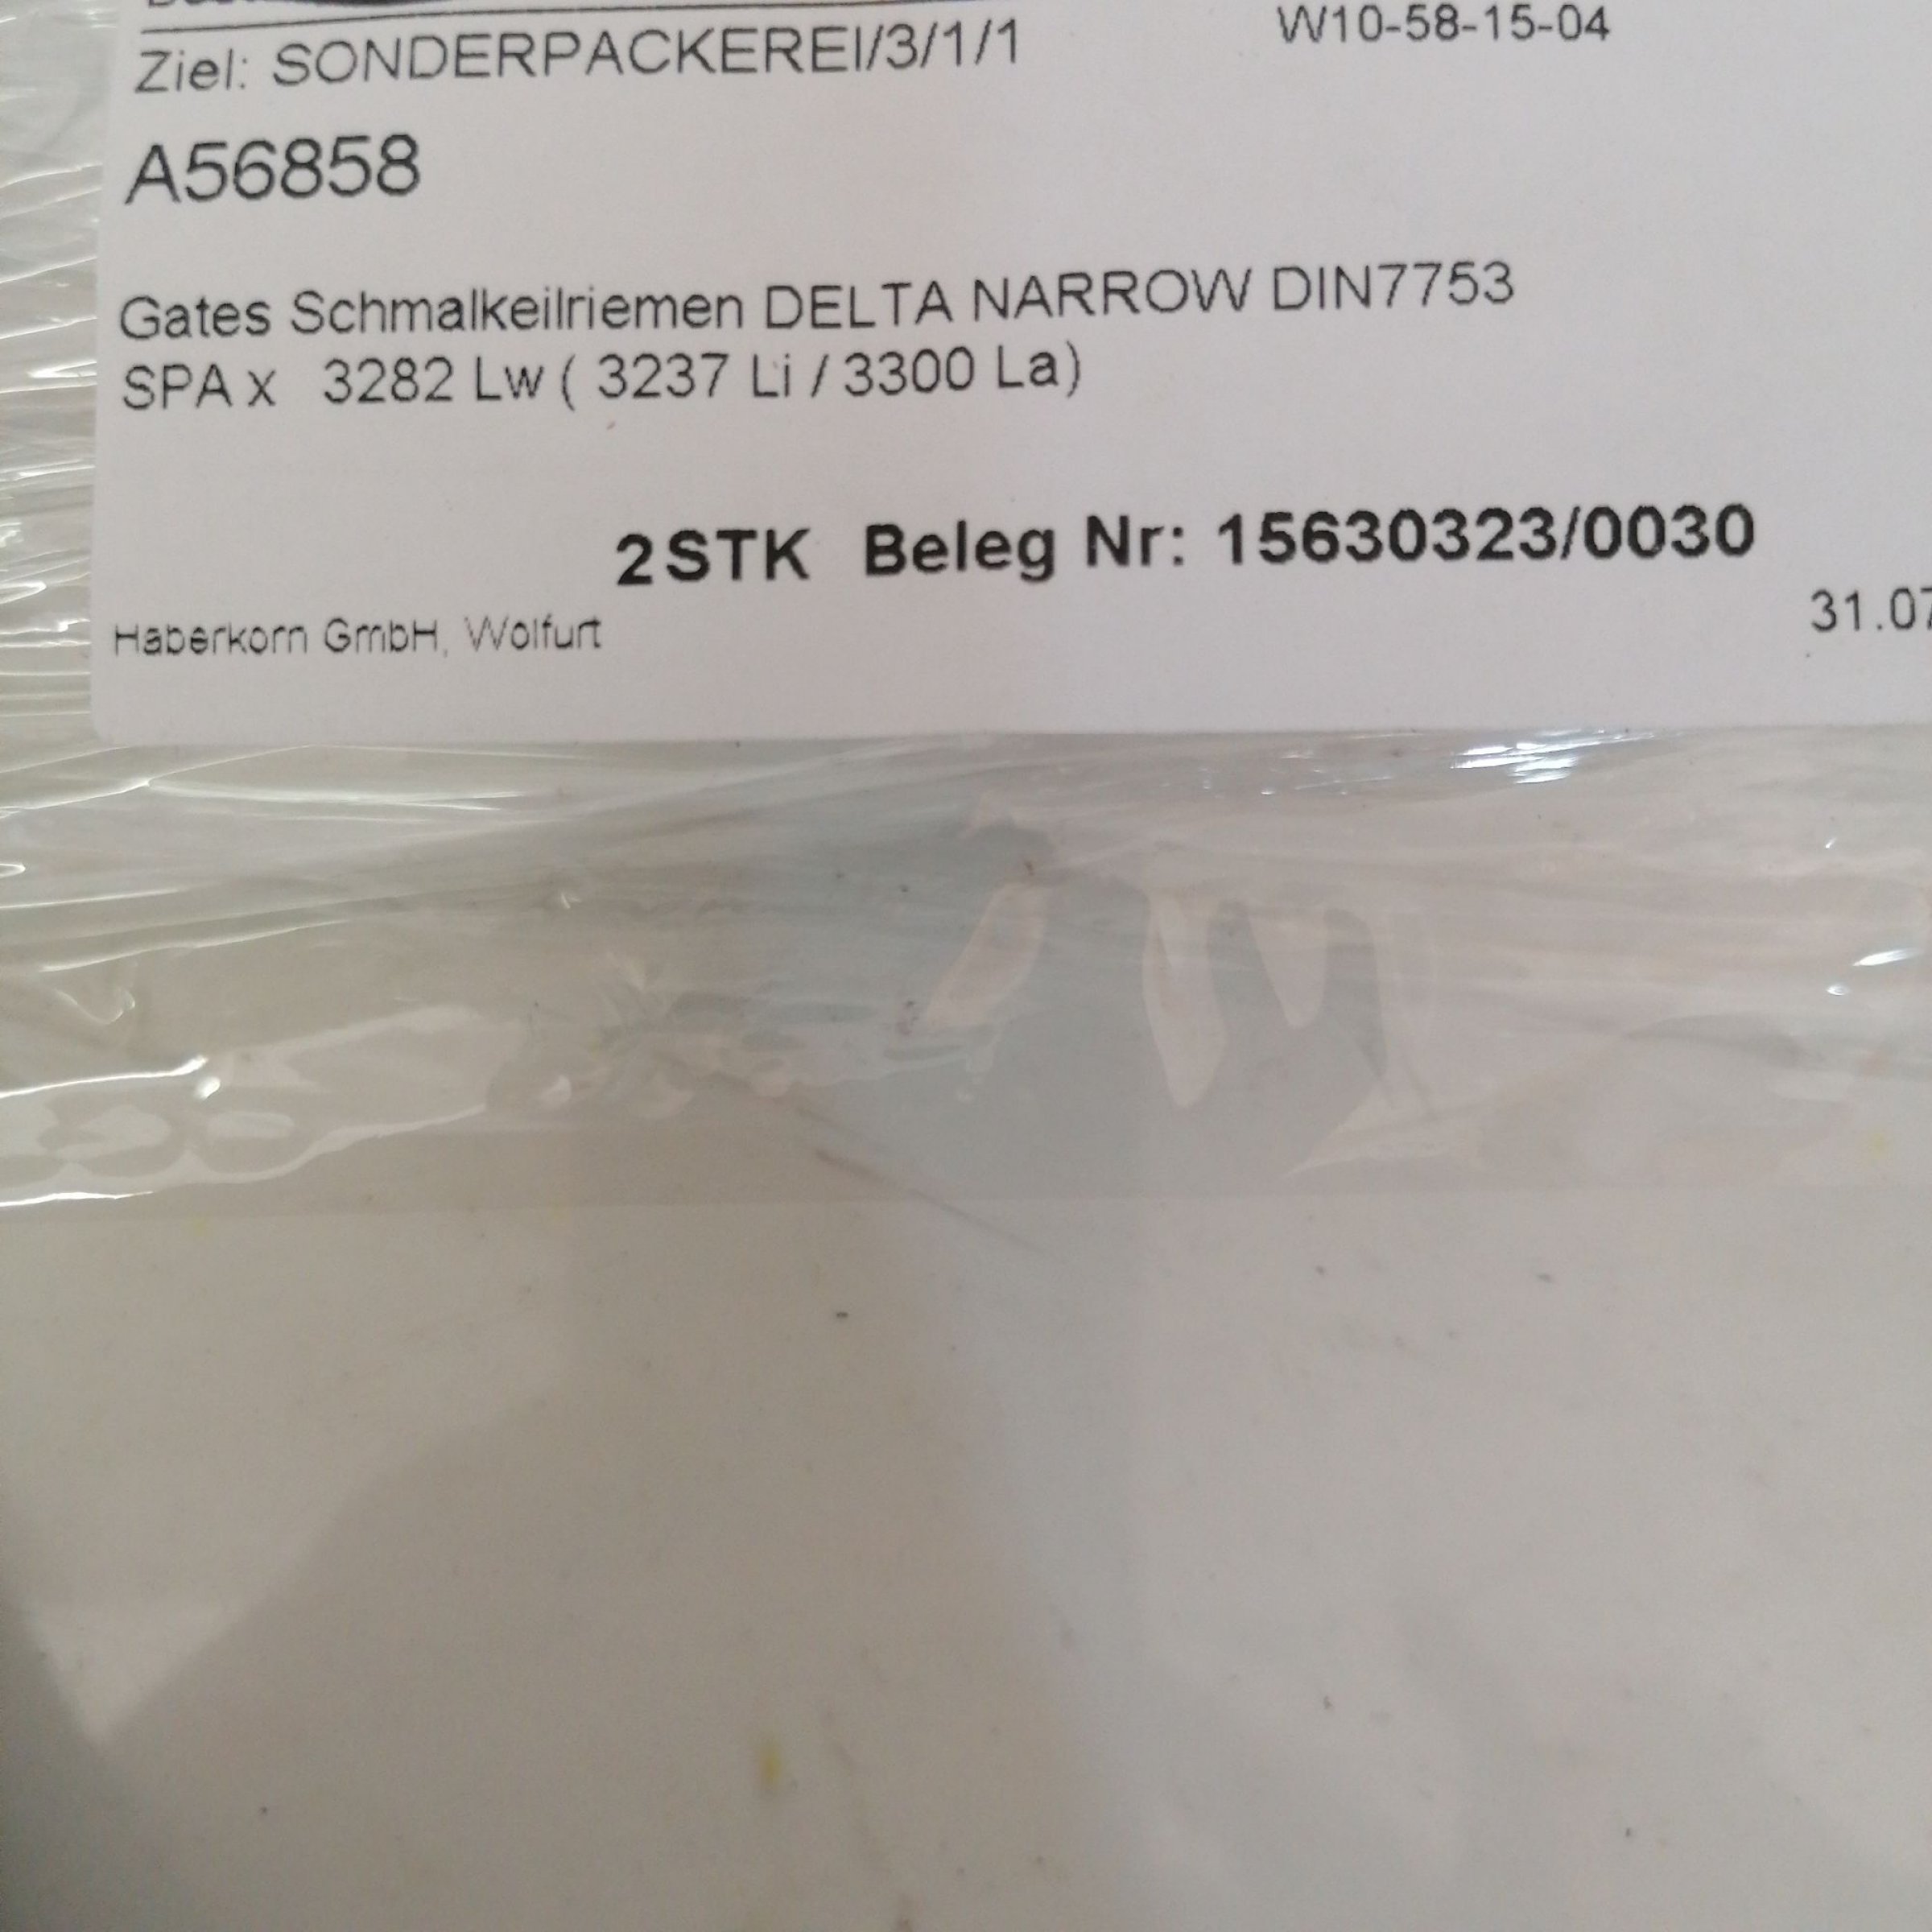 Ziel: SONDERPACKEREI/3/1/1 W10-58-15-04
A56858
Gates Schmalkeilriemen DELTA NARROW DIN7753
SPA x 3282 Lw ( 3237 Li / 3300 La)
2STK Beleg Nr: 15630323/0030
Haberkorn GmbH, Wolfurt 31.07